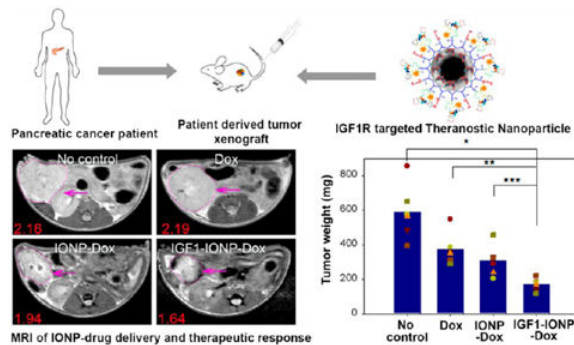 Pancreatic cancer patient
Patient derived tumor
xenograft
IGF1R targeted Theranostic Nanoparticle
No control
Dox
2.18
2.19
IONP-Dox
IGF1-IONP-Dox
1.94
1.64
MRI of IONP-drug delivery and therapeutic response
*
**
***
Tumor weight (mg)
800
600
400
200
0
No
control
Dox
IONP
-Dox
IGF1-IONP
-Dox